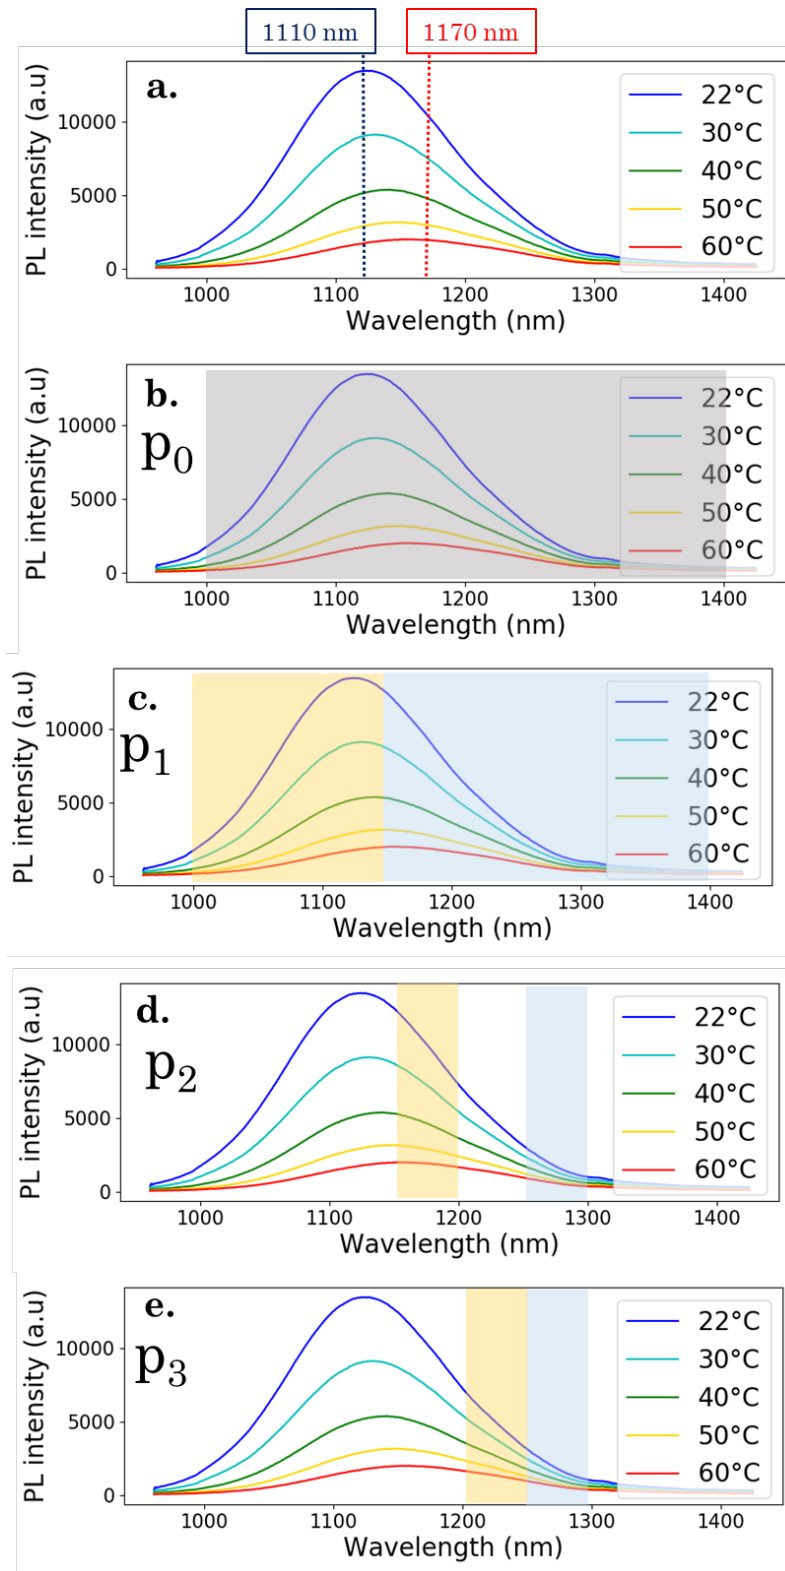 1110 nm
1170 nm
a.
PL intensity (a.u)
10000
5000
0
22°C
30°C
40°C
50°C
60°C
1000 1100 1200 1300 1400
Wavelength (nm)
b.
p0
PL intensity (a.u)
10000
5000
0
22°C
30°C
40°C
50°C
60°C
1000 1100 1200 1300 1400
Wavelength (nm)
c.
p1
PL intensity (a.u)
10000
5000
0
22°C
30°C
40°C
50°C
60°C
1000 1100 1200 1300 1400
Wavelength (nm)
d.
p2
PL intensity (a.u)
10000
5000
0
22°C
30°C
40°C
50°C
60°C
1000 1100 1200 1300 1400
Wavelength (nm)
e.
p3
PL intensity (a.u)
10000
5000
0
22°C
30°C
40°C
50°C
60°C
1000 1100 1200 1300 1400
Wavelength (nm)